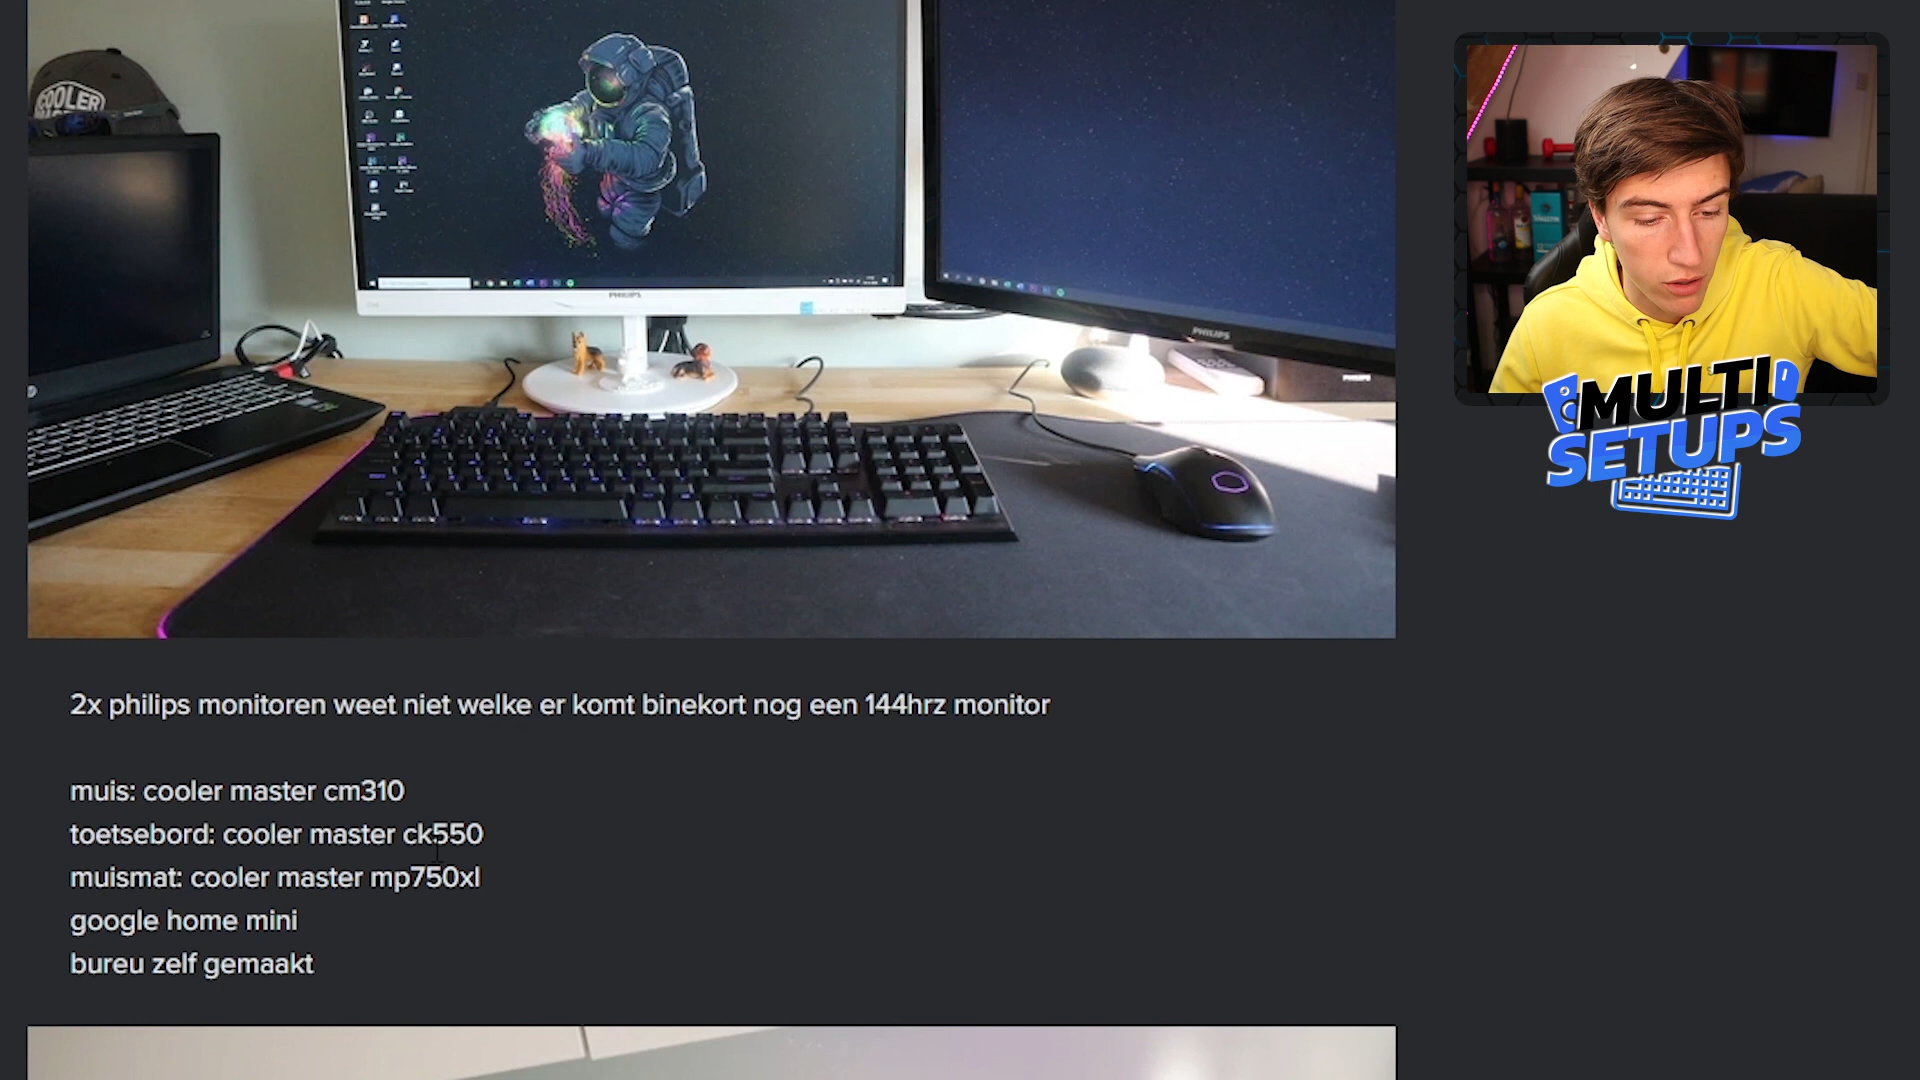 COOLER
PHILIPS
PHILIPS
PHILIPS
MULTI
SETUPS
2x philips monitoren weet niet welke er komt binekort nog een 144hrz monitor
muis: cooler master cm310
toetsebord: cooler master ck550
muismat: cooler master mp750xl
google home mini
bureu zelf gemaakt